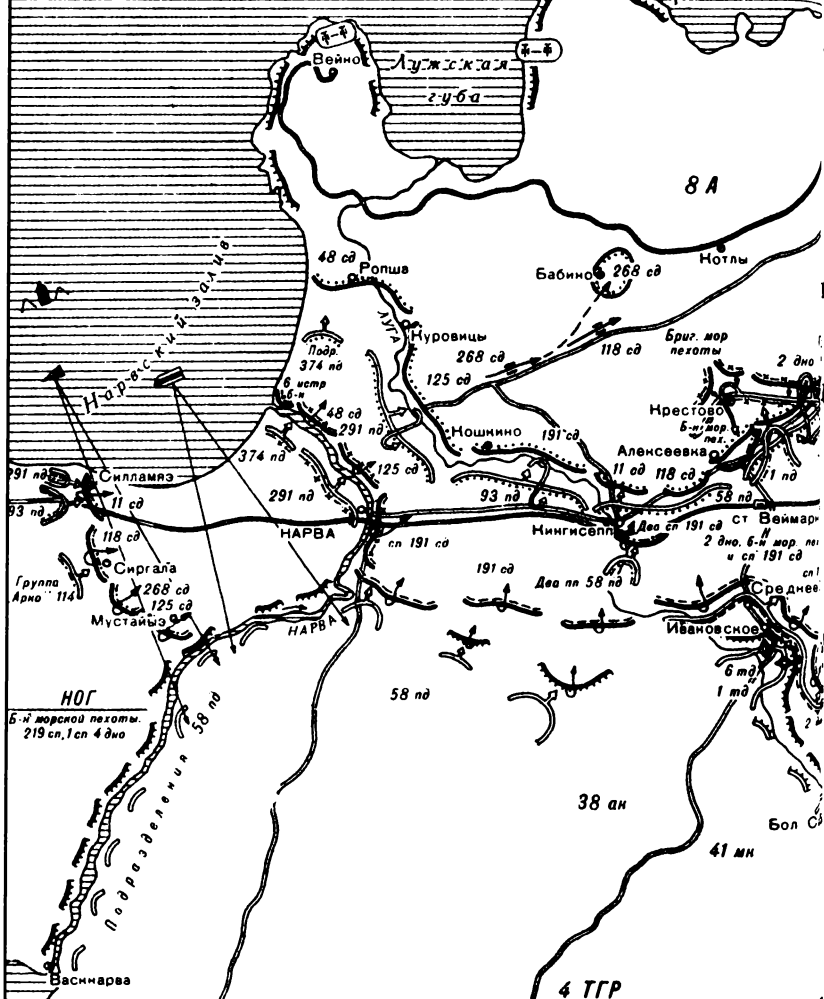 Вейно
Лужская
губа
8 А
Нарвский залив
48 сд
Ропша
Котлы
Бабино
268 сд
ЛУГА
Куровицы
118 сд
268 сд
125 сд
Бриг. мор
пехоты
2 дно
Подр.
374 пд
6 истр
б-н
48 сд
291 пд
Крестово
Б-н мор.
пех.
Кошкино
191 сд
Алексеевка
374 пд
125 сд
11 сд
118 сд
1 пд
291 пд
Силламяэ
291 пд
93 пд
58 пд
93 пд
11 сд
НАРВА
Кингисепп
Два сп 191 сд
ст Веймарн
сп 191 сд
2 дно, б-н мор.
и сп 191 сд
118 сд
Сиргала
Группа
"Арко" 114
268 сд
125 сд
Мустайыэ
191 сд
Два пп 58 пд
Среднее
НАРВА
Ивановское
6 тд
1 тд
НОГ
Б-н морской пехоты.
219 сп, 1 сп 4 дно
58 пд
Подразделения 58 пд
38 ак
41 мк
Бол
Васкнарва
4 ТГР